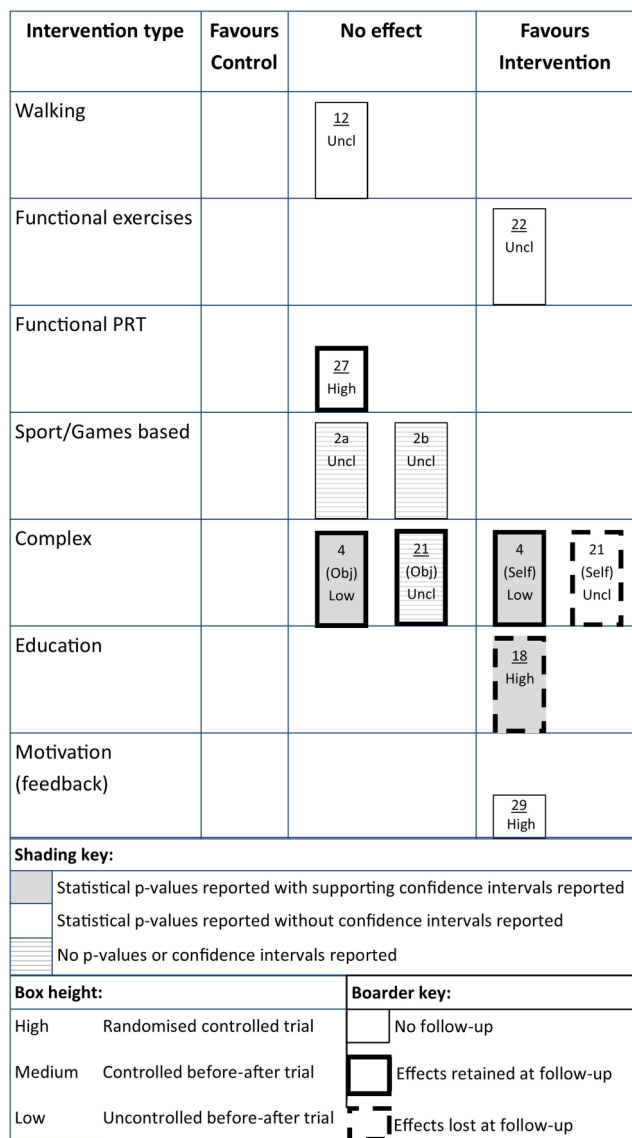 Intervention type
Favours
Control
No effect
Favours
Intervention
Walking
12
Uncl
Functional exercises
22
Uncl
Functional PRT
27
High
Sport/Games based
2a
Uncl
2b
Uncl
Complex
4
(Obj)
Low
21
(Obj)
Uncl
4
(Self)
Low
21
(Self)
Uncl
Education
18
High
Motivation
(feedback)
29
High
Shading key:
Statistical p-values reported with supporting confidence intervals reported
Statistical p-values reported without confidence intervals reported
No p-values or confidence intervals reported
Box height:
High Randomised controlled trial
Medium Controlled before-after trial
Low Uncontrolled before-after trial
Boarder key:
No follow-up
Effects retained at follow-up
Effects lost at follow-up